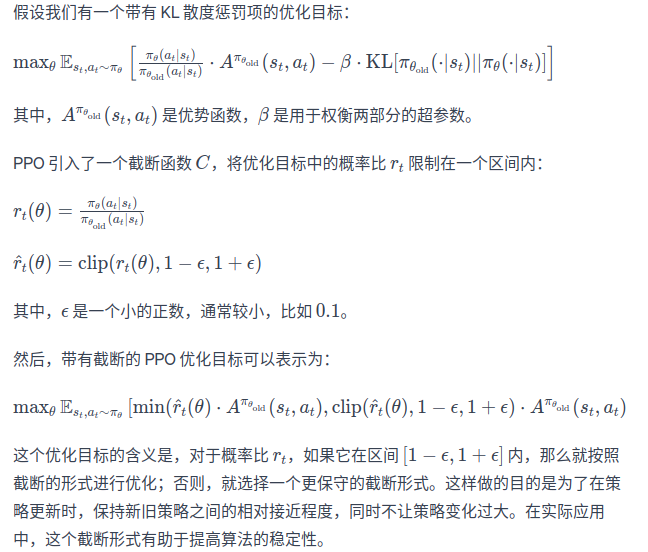 假设我们有一个带有 KL 散度惩罚项的优化目标：
$\max_\theta \mathbb{E}_{s_t,a_t\sim\pi_\theta}\left[\frac{\pi_\theta(a_t|s_t)}{\pi_{\theta_{\text{old}}}(a_t|s_t)} \cdot A^{\pi_{\theta_{\text{old}}}}(s_t,a_t) - \beta \cdot \text{KL}[\pi_{\theta_{\text{old}}}(\cdot|s_t)||\pi_\theta(\cdot|s_t)]\right]$
其中，$A^{\pi_{\theta_{\text{old}}}}(s_t,a_t)$ 是优势函数，$\beta$ 是用于权衡两部分的超参数。
PPO 引入了一个截断函数 $C$，将优化目标中的概率比 $r_t$ 限制在一个区间内：
$r_t(\theta) = \frac{\pi_\theta(a_t|s_t)}{\pi_{\theta_{\text{old}}}(a_t|s_t)}$
$\hat{r}_t(\theta) = \text{clip}(r_t(\theta), 1-\epsilon, 1+\epsilon)$
其中，$\epsilon$ 是一个小的正数，通常较小，比如 $0.1$。
然后，带有截断的 PPO 优化目标可以表示为：
$\max_\theta \mathbb{E}_{s_t,a_t\sim\pi_\theta}[\min(\hat{r}_t(\theta) \cdot A^{\pi_{\theta_{\text{old}}}}(s_t,a_t), \text{clip}(\hat{r}_t(\theta), 1-\epsilon, 1+\epsilon) \cdot A^{\pi_{\theta_{\text{old}}}}(s_t,a_t)$
这个优化目标的含义是，对于概率比 $r_t$，如果它在区间 $[1-\epsilon, 1+\epsilon]$ 内，那么就按照
截断的形式进行优化；否则，就选择一个更保守的截断形式。这样做的目的是为了在策
略更新时，保持新旧策略之间的相对接近程度，同时不让策略变化过大。在实际应用
中，这个截断形式有助于提高算法的稳定性。